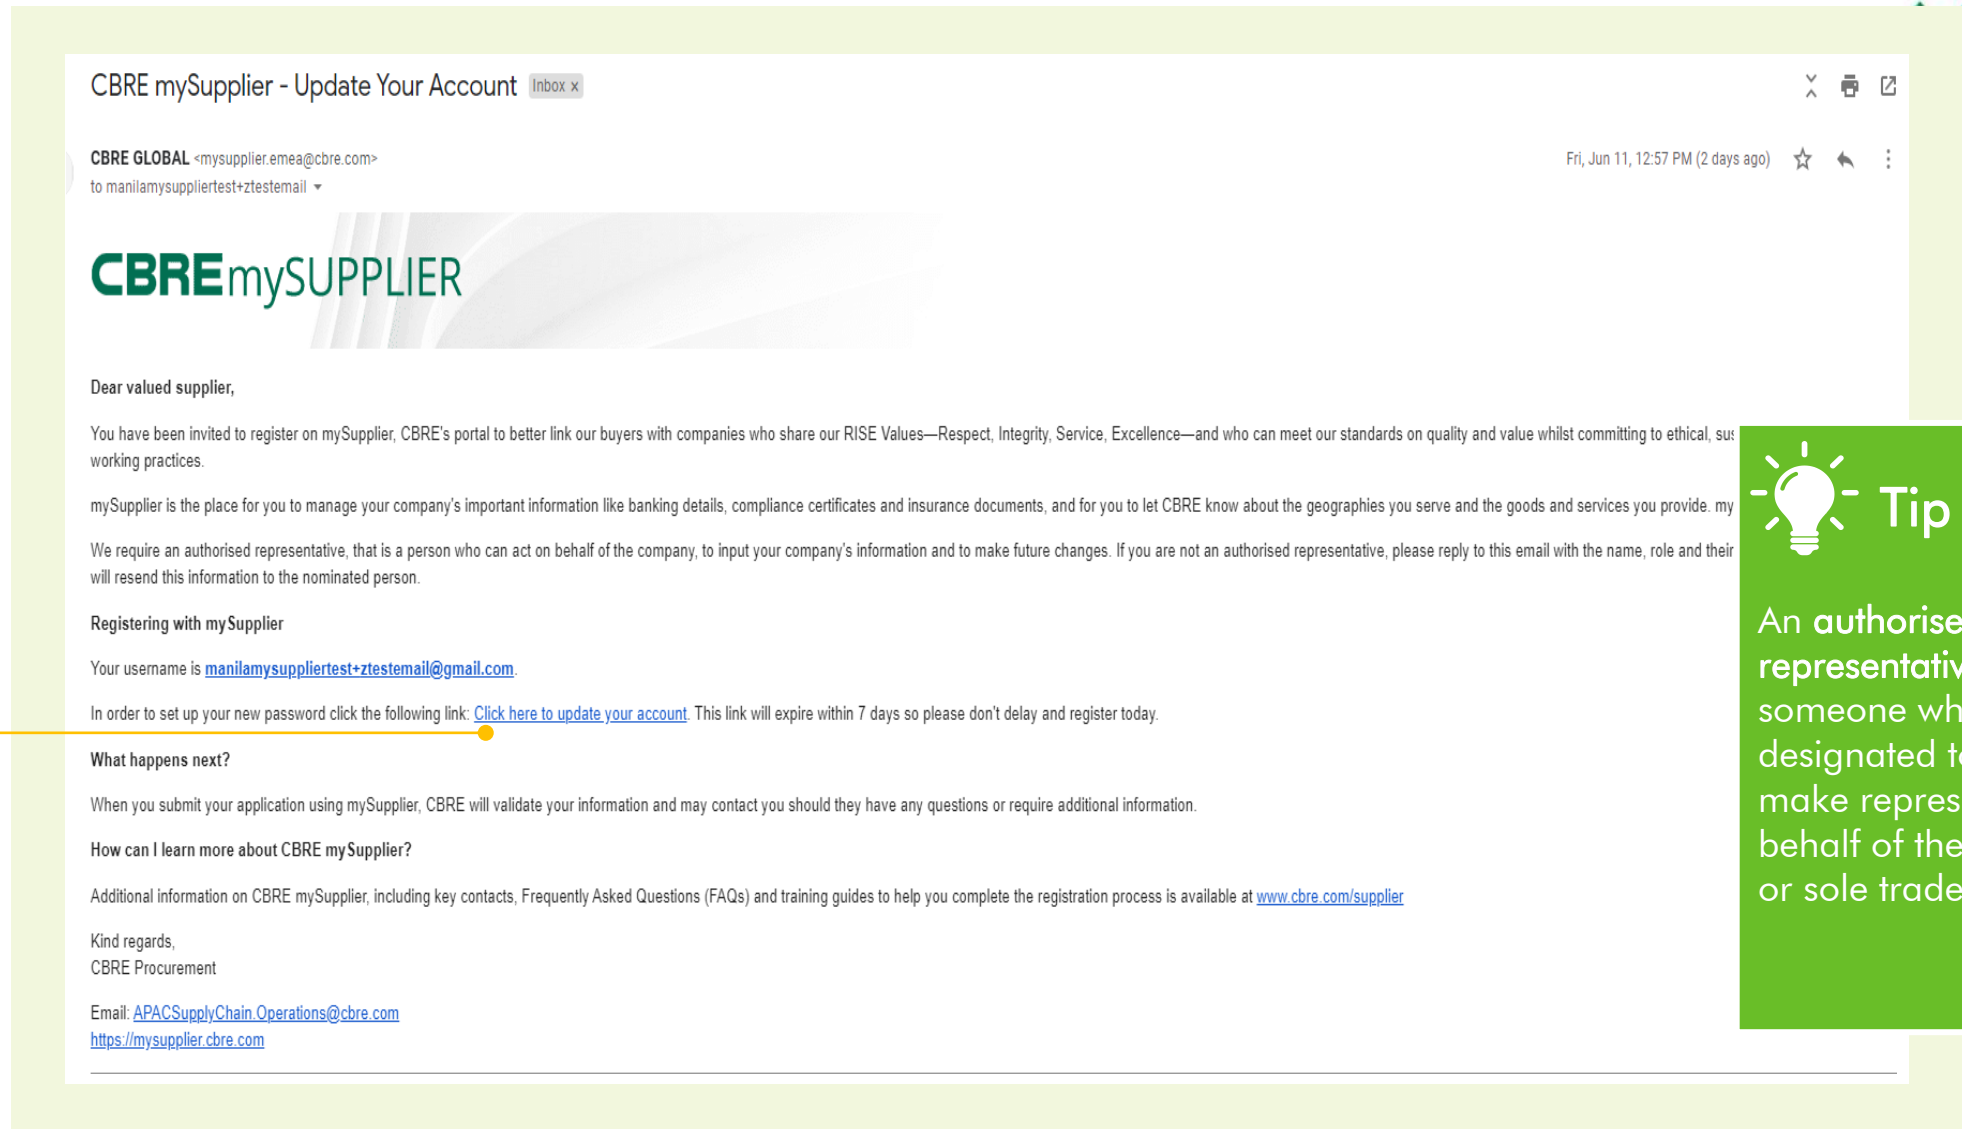 CBRE mySupplier - Update Your Account Inbox x
CBRE GLOBAL <mysupplier.emea@cbre.com>
Fri, Jun 11, 12:57 PM (2 days ago)
to manilamysuppliertest+ztestemail
CBRE mySUPPLIER
Dear valued supplier,
You have been invited to register on mySupplier, CBRE's portal to better link our buyers with companies who share our RISE Values—Respect, Integrity, Service, Excellence—and who can meet our standards on quality and value whilst committing to ethical,
working practices.
mySupplier is the place for you to manage your company's important information like banking details, compliance certificates and insurance documents, and for you to let CBRE know about the geographies you serve and the goods and services you provide. my
We require an authorised representative, that is a person who can act on behalf of the company, to input your company's information and to make future changes. If you are not an authorised representative, please reply to this email with the name, role and their
will resend this information to the nominated person.
Registering with mySupplier
Your username is manilamysuppliertest+ztestemail@gmail.com.
In order to set up your new password click the following link: Click here to update your account. This link will expire within 7 days so please don't delay and register today.
What happens next?
When you submit your application using mySupplier, CBRE will validate your information and may contact you should they have any questions or require additional information.
How can I learn more about CBRE mySupplier?
Additional information on CBRE mySupplier, including key contacts, Frequently Asked Questions (FAQs) and training guides to help you complete the registration process is available at www.cbre.com/supplier
Kind regards,
CBRE Procurement
Email: APACSupplyChain.Operations@cbre.com
https://mysupplier.cbre.com
Tip
An authorise
representativ
someone wh
designated t
make repres
behalf of the
or sole trade